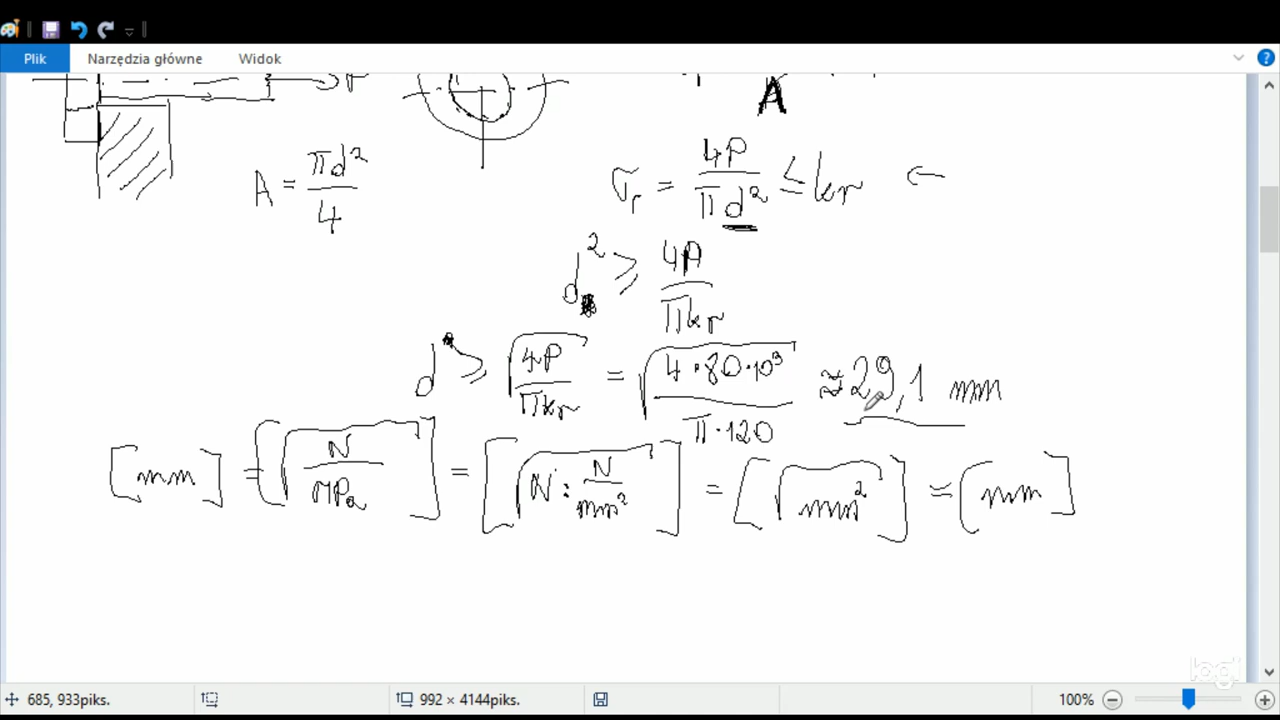 Plik Narzędzia główne Widok
P
A
A = πd²/4
σr = 4P/πd² ≤ kr ←
d² ≥ 4P/πkr
d ≥ √(4P/πkr) = √(4·80·10³/π·120) ≈ 29,1 mm
[mm] = [√(N/MPa)] = [√(N : N/mm²)] = [√mm²] = [mm]
logi
685, 933piks. 992 × 4144piks. 100%